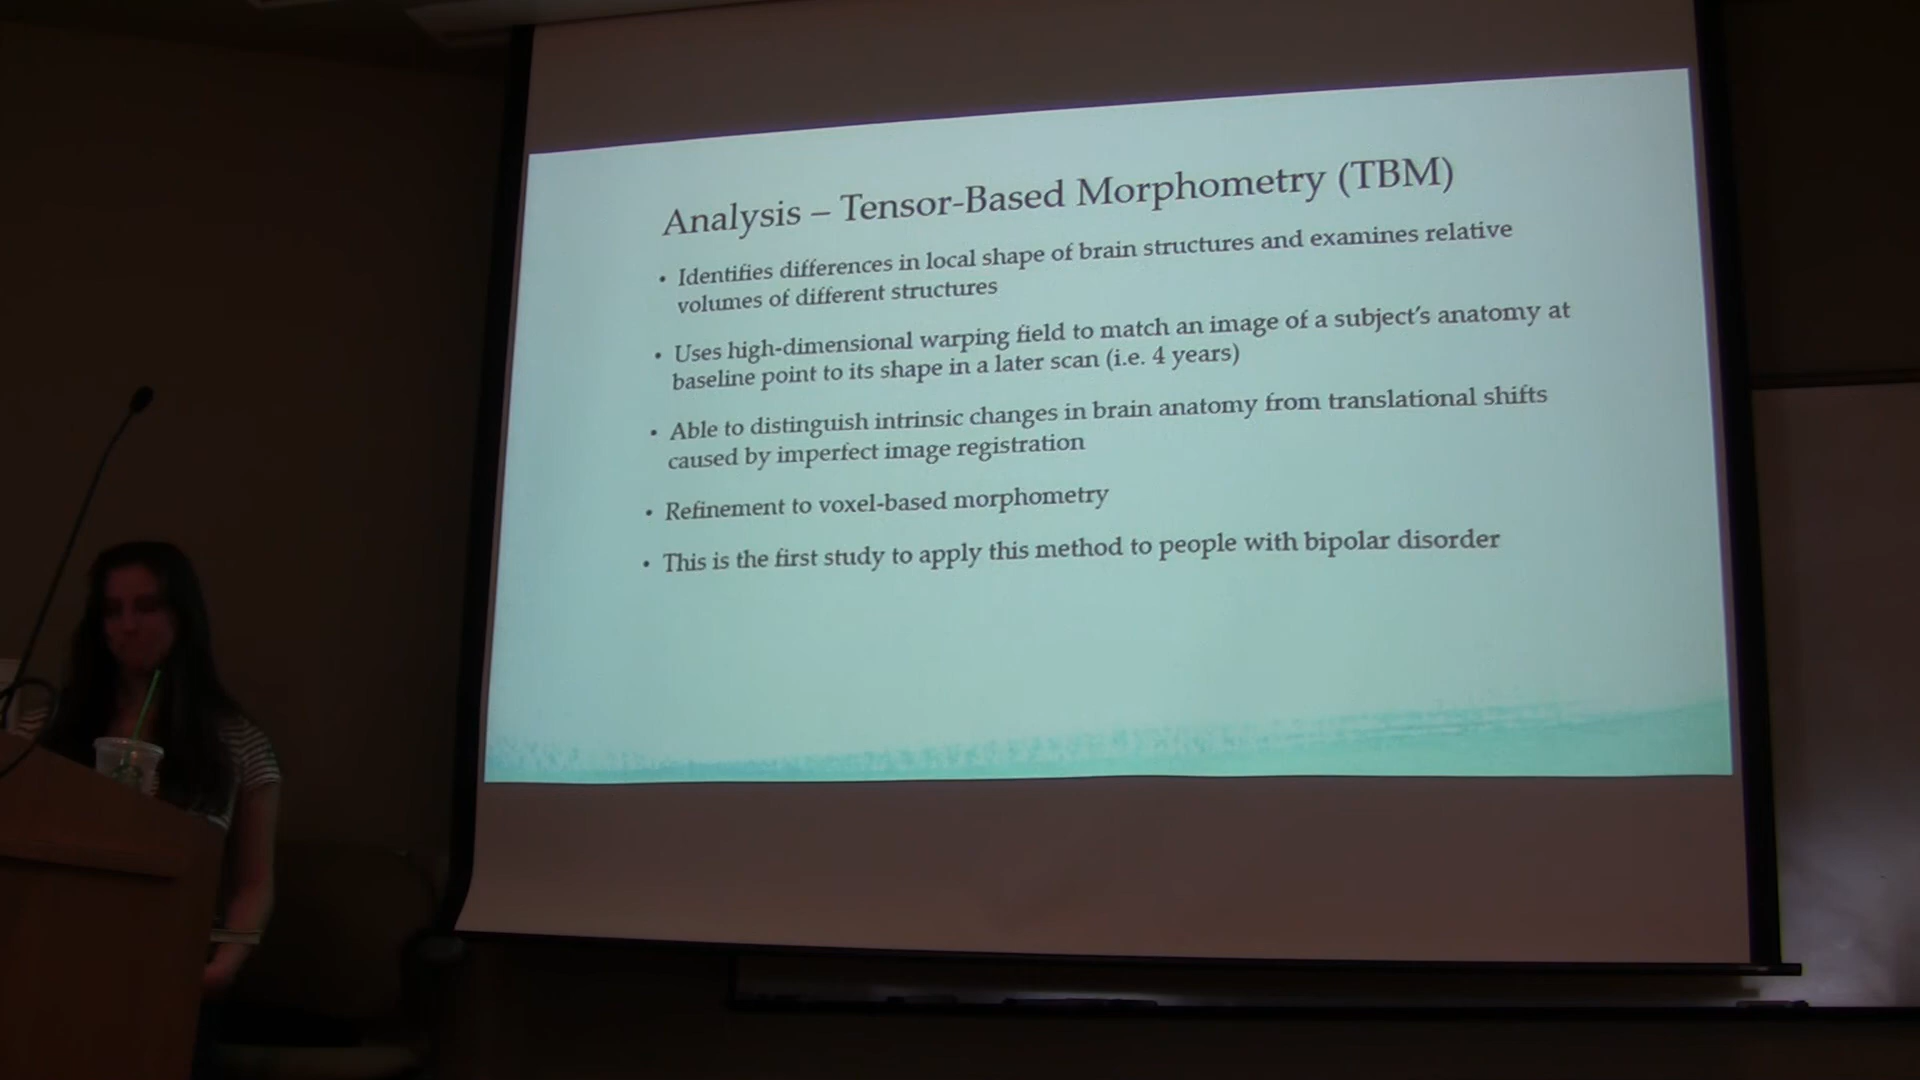 Analysis – Tensor-Based Morphometry (TBM)
• Identifies differences in local shape of brain structures and examines relative
volumes of different structures
• Uses high-dimensional warping field to match an image of a subject's anatomy at
baseline point to its shape in a later scan (i.e. 4 years)
• Able to distinguish intrinsic changes in brain anatomy from translational shifts
caused by imperfect image registration
• Refinement to voxel-based morphometry
• This is the first study to apply this method to people with bipolar disorder